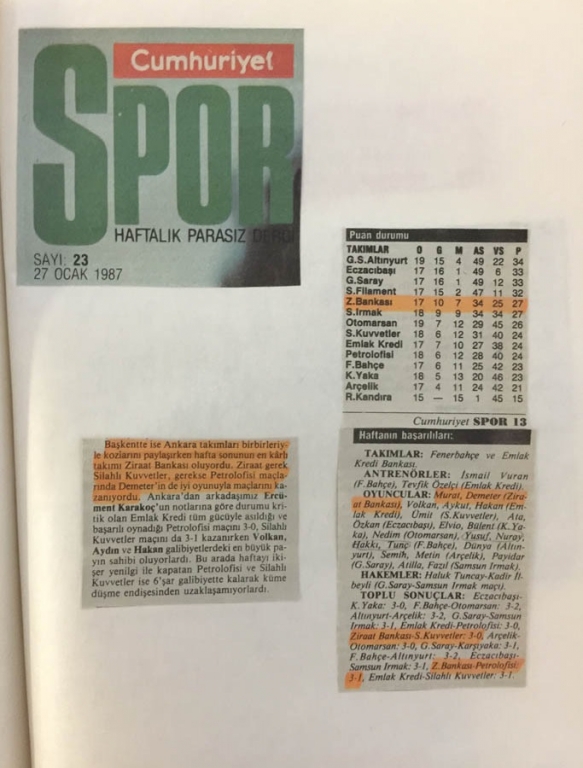 Cumhuriyet
SPOR
HAFTALIK PARASIZ
SAYI: 23
27 OCAK 1987
Puan durumu
TAKIMLAR O G M AS VS P
G.S.Altınyurt 19 15 4 49 22 34
Eczacıbaşı 17 16 1 49 6 33
G.Saray 17 16 1 49 12 33
S.Filament 17 15 2 47 11 32
Z.Bankası 17 10 7 34 25 27
S.Irmak 18 9 9 34 34 27
Otomarsan 19 7 12 29 45 26
S.Kuvvetler 18 6 12 31 40 24
Emlak Kredi 17 7 10 27 38 24
Petrolofisi 18 6 12 28 40 24
F.Bahçe 17 6 11 25 42 23
K.Yaka 18 5 13 20 46 23
Arçelik 17 4 11 24 42 21
R.Kandıra 15 — 15 1 45 15
Cumhuriyet SPOR 13
Başkentte ise Ankara takımları birbirleriy-
le kozlarını paylaşırken hafta sonunun en kârlı
takımı Ziraat Bankası oluyordu. Ziraat gerek
Silahlı Kuvvetler, gerekse Petrolofisi maçla-
rında Demeter'in de iyi oyunuyla maçlarını ka-
zanıyordu. Ankara'dan arkadaşımız Ercü-
ment Karakoç'un notlarına göre durumu kri-
tik olan Emlak Kredi tüm gücüyle asıldığı ve
başarılı oynadığı Petrolofisi maçını 3-0, Silahlı
Kuvvetler maçını da 3-1 kazanırken Volkan,
Aydın ve Hakan galibiyetlerdeki en büyük pa-
yın sahibi oluyorlardı. Bu arada haftayı iki-
şer yenilgi ile kapatan Petrolofisi ve Silahlı
Kuvvetler ise 6'şar galibiyette kalarak küme
düşme endişesinden uzaklaşamıyorlardı.
Haftanın başarılıları:
TAKIMLAR: Fenerbahçe ve Emlak
Kredi Bankası.
ANTRENÖRLER: İsmail Vuran
(F.Bahçe), Tevfik Özelçi (Emlak Kredi).
OYUNCULAR: Murat, Demeter (Zira-
at Bankası), Volkan, Aykut, Hakan (Em-
lak Kredi), Ümit (S.Kuvvetler), Ata,
Özkan (Eczacıbaşı), Elvio, Bülent (K.Ya-
ka), Nedim (Otomarsan), Yusuf, Nuray,
Hakkı, Tunç (F.Bahçe), Dünya (Altın-
yurt), Semih, Metin (Arçelik), Payidar
(G.Saray), Atilla, Fazıl (Samsun Irmak).
HAKEMLER: Haluk Tuncay-Kadir İl-
beyli (G.Saray-Samsun Irmak maçı).
TOPLU SONUÇLAR: Eczacıbaşı-
K.Yaka: 3-0, F.Bahçe-Otomarsan: 3-2,
Altınyurt-Arçelik: 3-2, G.Saray-Samsun
Irmak: 3-1, Emlak Kredi-Petrolofisi: 3-0,
Ziraat Bankası-S.Kuvvetler: 3-0, Arçelik-
Otomarsan: 3-0, G.Saray-Karşıyaka: 3-1,
F.Bahçe-Altınyurt: 3-2, Eczacıbaşı-
Samsun Irmak: 3-1, Z.Bankası-Petrolofisi:
3-1, Emlak Kredi-Silahlı Kuvvetler: 3-1.